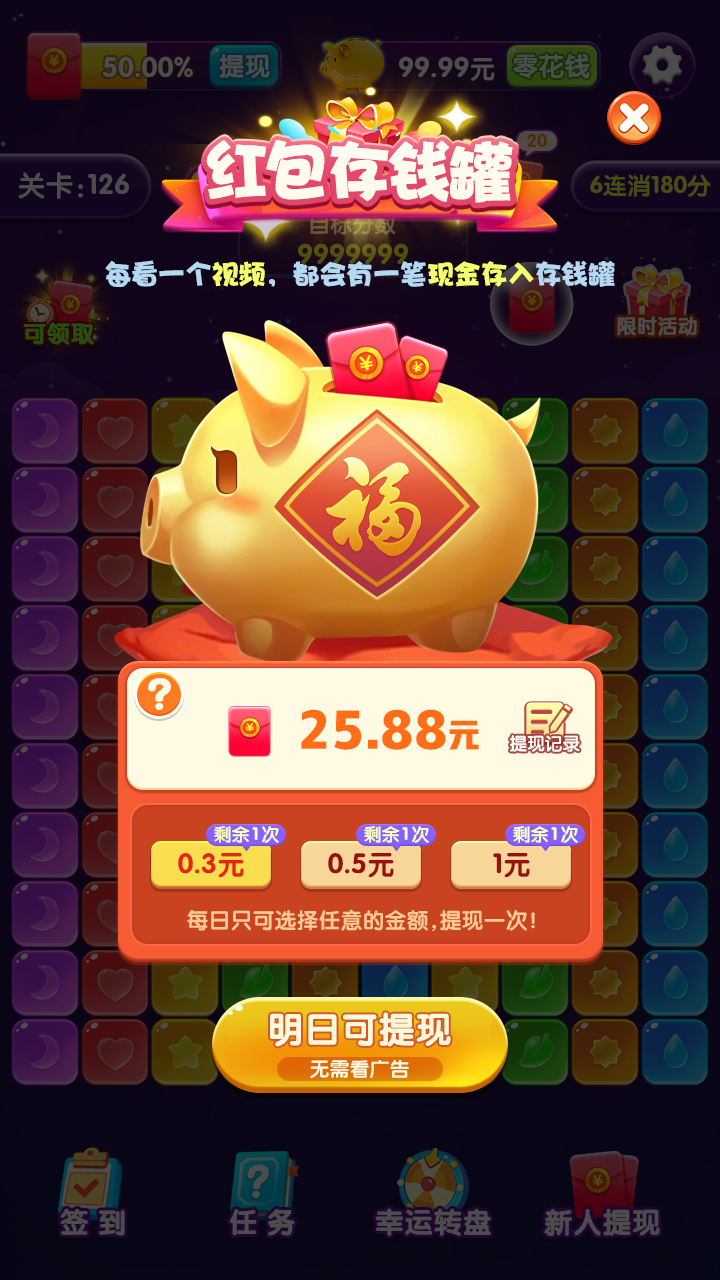 50.00%
提现
99.99元
零花钱
20
红包存钱罐
关卡:126
6连消180分
目标分数
9999999
每看一个视频，都会有一笔现金存入存钱罐
可领取
限时活动
福
?
25.88元
提现记录
剩余1次
剩余1次
剩余1次
0.3元
0.5元
1元
每日只可选择任意的金额,提现一次!
明日可提现
无需看广告
签到
任务
幸运转盘
新人提现